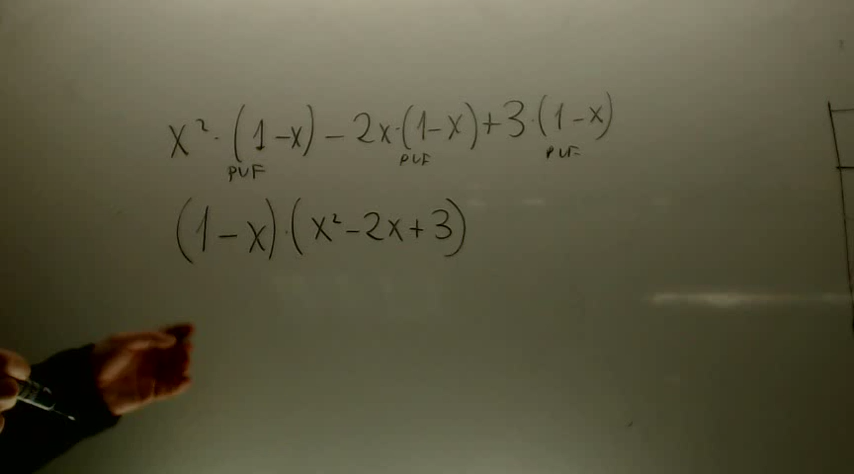 x² · (1-x) - 2x·(1-x) + 3·(1-x)
PUF PUF PUF
(1-x)·(x²-2x+3)